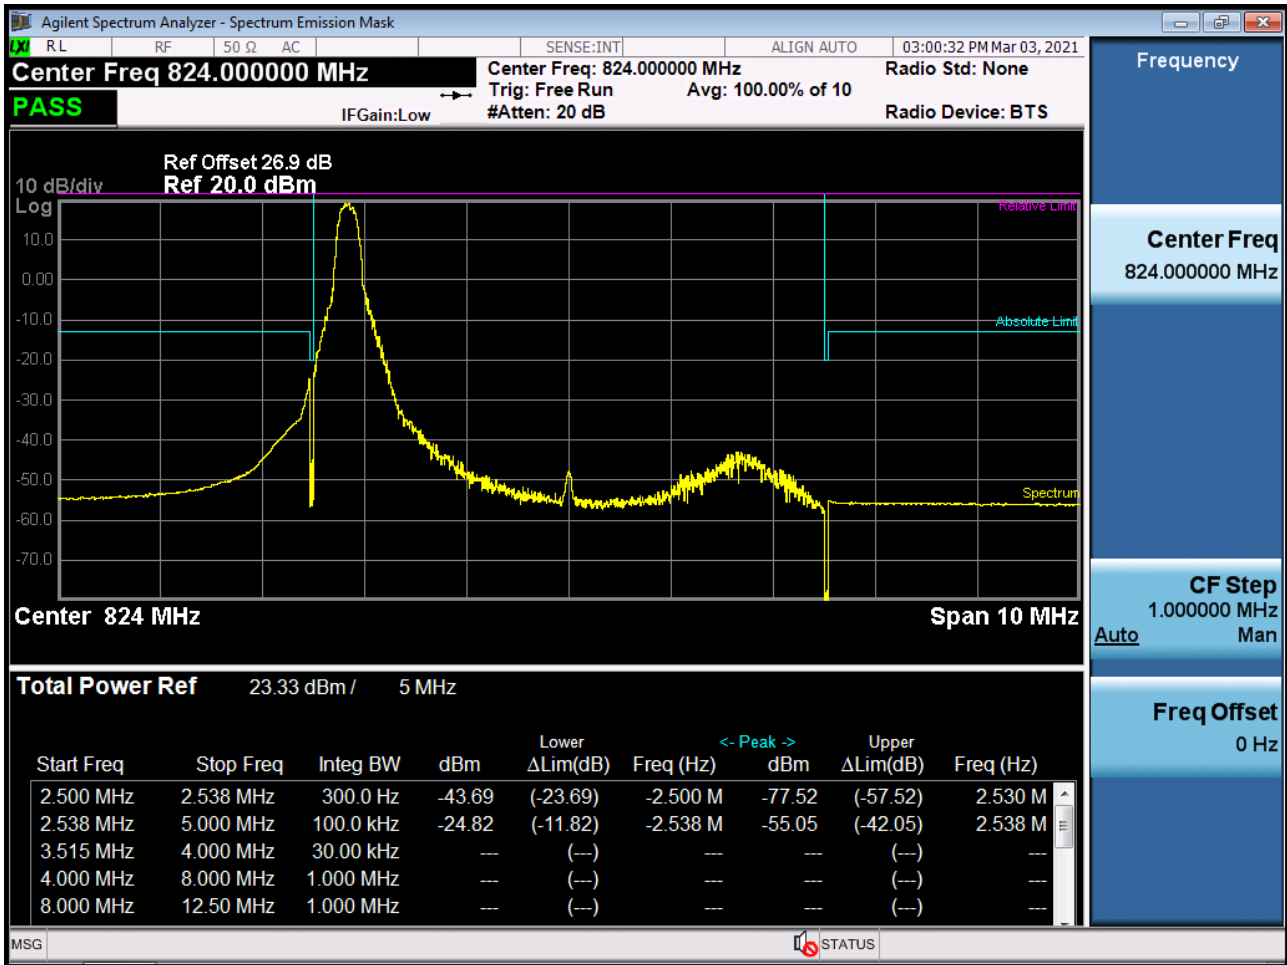 Agilent Spectrum Analyzer - Spectrum Emission Mask
LXI RL RF 50 Ω AC SENSE:INT ALIGN AUTO 03:00:32 PM Mar 03, 2021
Center Freq 824.000000 MHz
PASS
IFGain:Low
Center Freq: 824.000000 MHz
Trig: Free Run Avg: 100.00% of 10
#Atten: 20 dB
Radio Std: None
Radio Device: BTS
Ref Offset 26.9 dB
10 dB/div Ref 20.0 dBm
Log
Relative Limit
10.0
0.00
-10.0
Absolute Limit
-20.0
-30.0
-40.0
-50.0
Spectrum
-60.0
-70.0
Center 824 MHz Span 10 MHz
Total Power Ref 23.33 dBm / 5 MHz
Lower <- Peak -> Upper
Start Freq Stop Freq Integ BW dBm ΔLim(dB) Freq (Hz) dBm ΔLim(dB) Freq (Hz)
2.500 MHz 2.538 MHz 300.0 Hz -43.69 (-23.69) -2.500 M -77.52 (-57.52) 2.530 M
2.538 MHz 5.000 MHz 100.0 kHz -24.82 (-11.82) -2.538 M -55.05 (-42.05) 2.538 M
3.515 MHz 4.000 MHz 30.00 kHz --- (---) --- --- (---) ---
4.000 MHz 8.000 MHz 1.000 MHz --- (---) --- --- (---) ---
8.000 MHz 12.50 MHz 1.000 MHz --- (---) --- --- (---) ---
MSG STATUS
Frequency
Center Freq
824.000000 MHz
CF Step
1.000000 MHz
Auto Man
Freq Offset
0 Hz